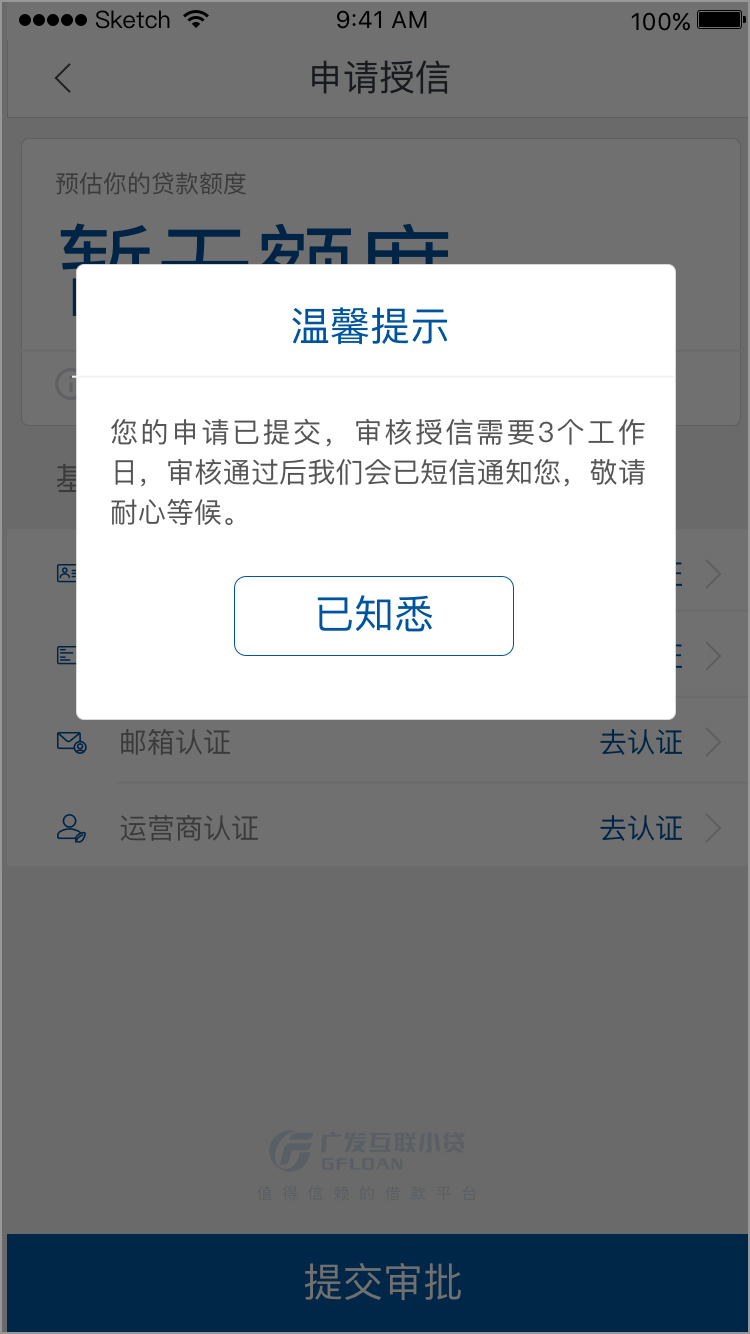 Sketch 9:41 AM 100%
申请授信
预估你的贷款额度
暂无额度
温馨提示
您的申请已提交，审核授信需要3个工作
日，审核通过后我们会已短信通知您，敬请
耐心等候。
已知悉
邮箱认证 去认证
运营商认证 去认证
广发互联小贷
GFLOAN
值得信赖的借款平台
提交审批